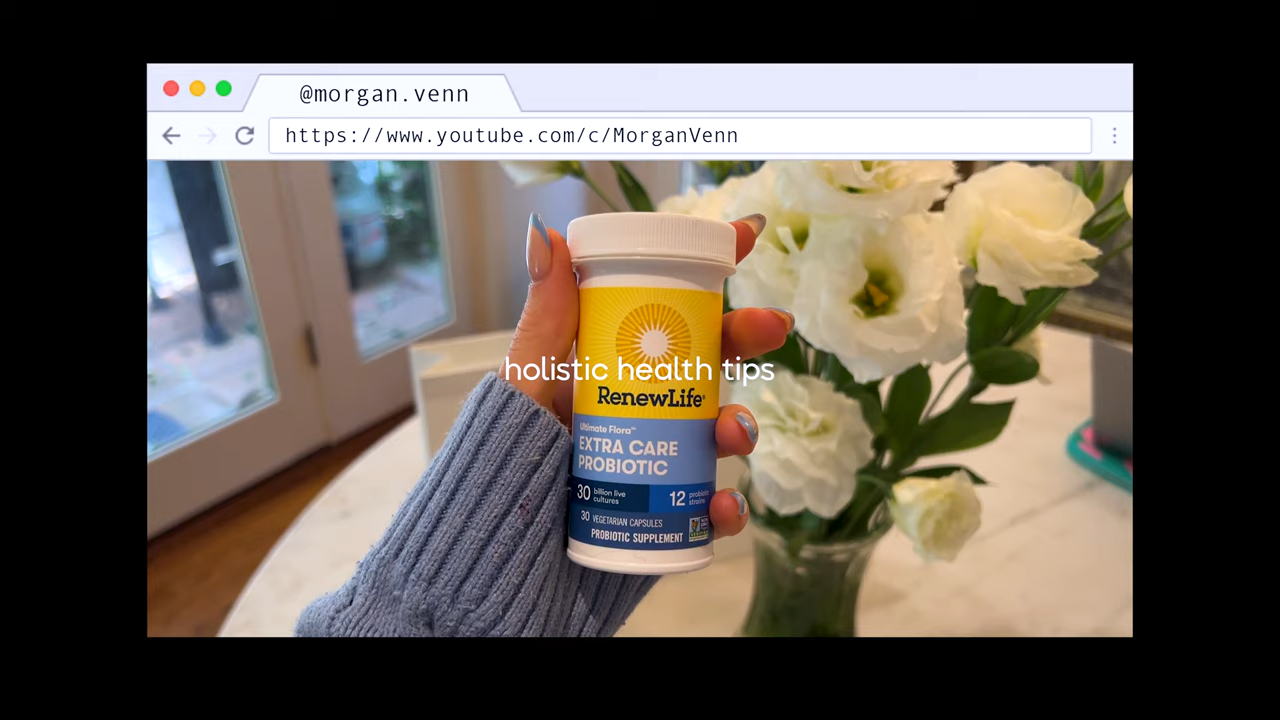 @morgan.venn
https://www.youtube.com/c/MorganVenn
holistic health tips
RenewLife®
Ultimate Flora™
EXTRA CARE
PROBIOTIC
30 billion live cultures
12 probiotic strains
30 VEGETARIAN CAPSULES
PROBIOTIC SUPPLEMENT